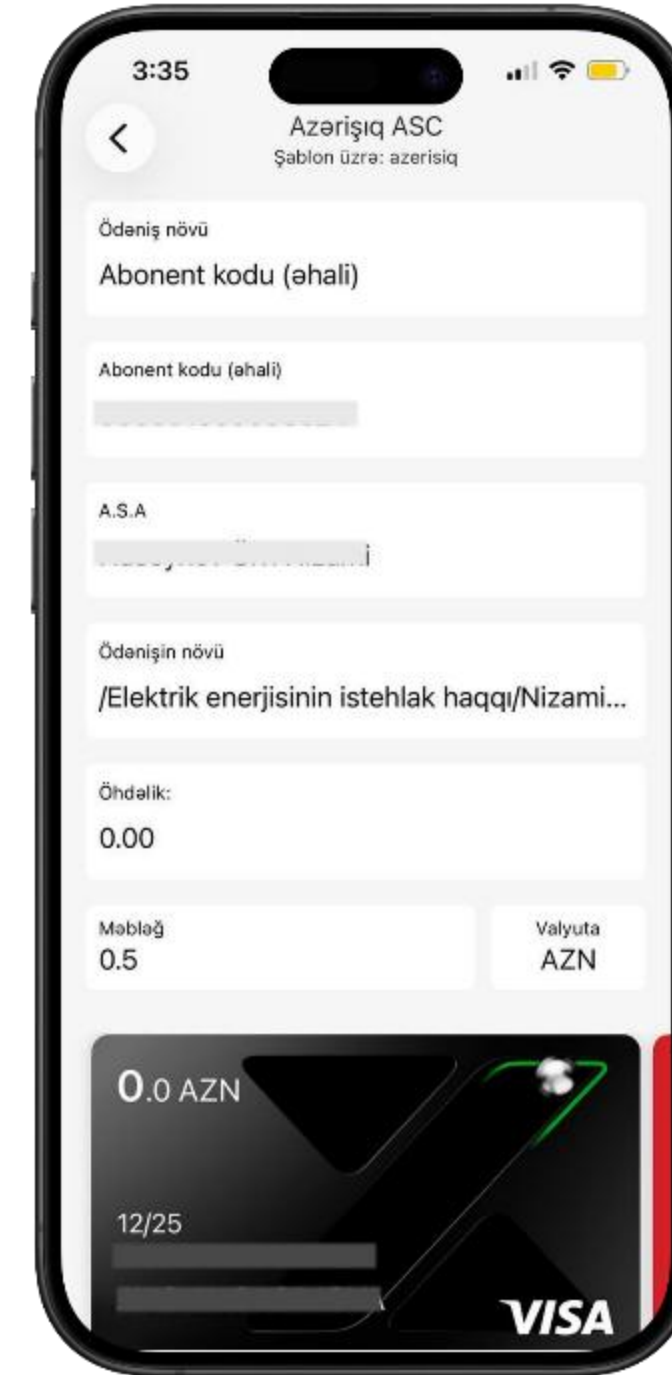 3:35
Azərişıq ASC
Şablon üzrə: azerisiq
Ödəniş növü
Abonent kodu (əhali)
Abonent kodu (əhali)
A.S.A
Ödənişin növü
/Elektrik enerjisinin istehlak haqqı/Nizami...
Öhdəlik:
0.00
Məbləğ
0.5
Valyuta
AZN
0.0 AZN
12/25
VISA